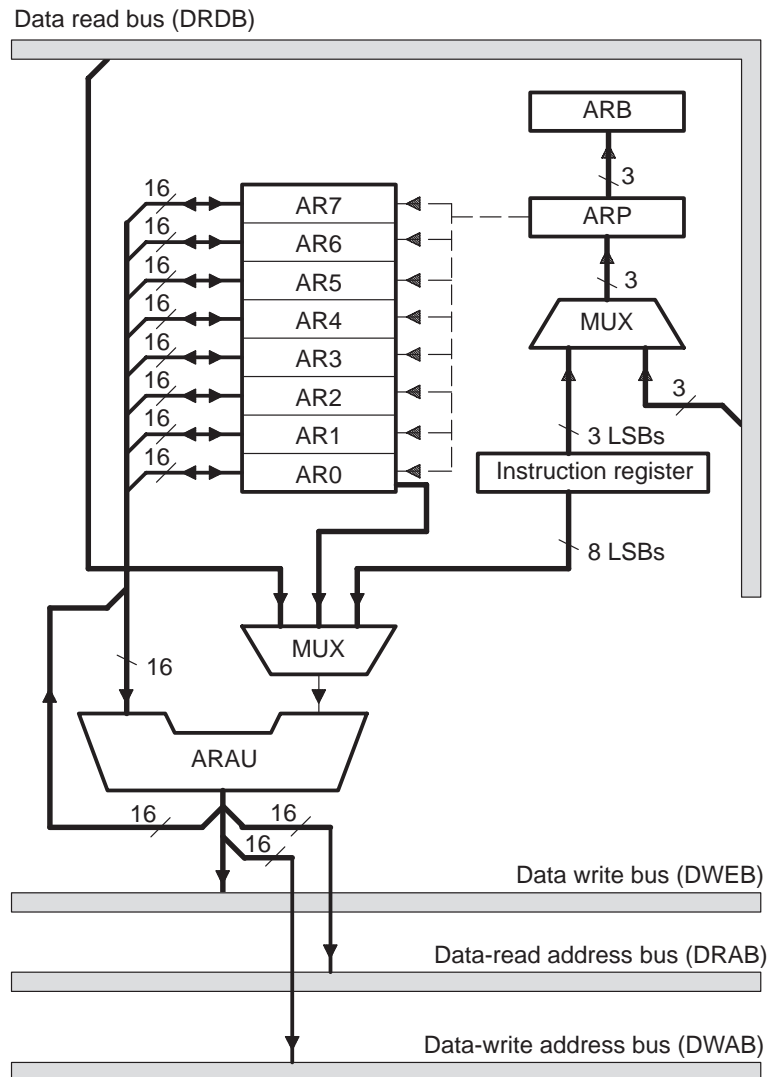 Data read bus (DRDB)
ARB
3
ARP
16
AR7
16
AR6
3
16
AR5
MUX
16
AR4
16
AR3
16
AR2
3
16
AR1
3 LSBs
16
AR0
Instruction register
8 LSBs
MUX
16
ARAU
16
16
16
Data write bus (DWEB)
Data-read address bus (DRAB)
Data-write address bus (DWAB)